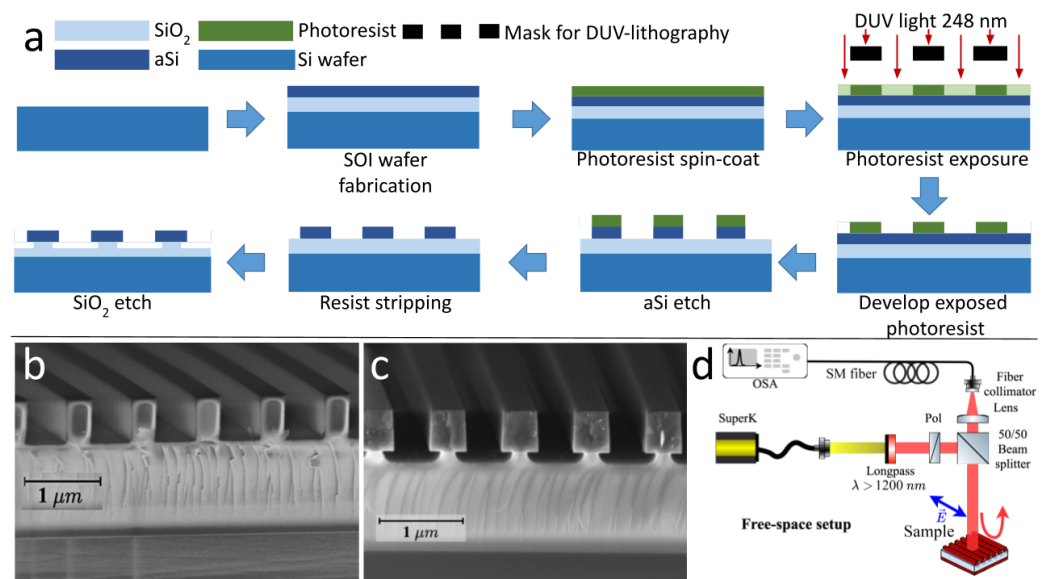 a
SiO2
Photoresist
Mask for DUV-lithography
aSi
Si wafer
DUV light 248 nm
SOI wafer
fabrication
Photoresist spin-coat
Photoresist exposure
SiO2 etch
Resist stripping
aSi etch
Develop exposed
photoresist
b
1 μm
c
1 μm
d
OSA
SM fiber
Fiber
collimator
Lens
SuperK
Pol
50/50
Beam
splitter
Longpass
λ > 1200 nm
Free-space setup
E⃗
Sample